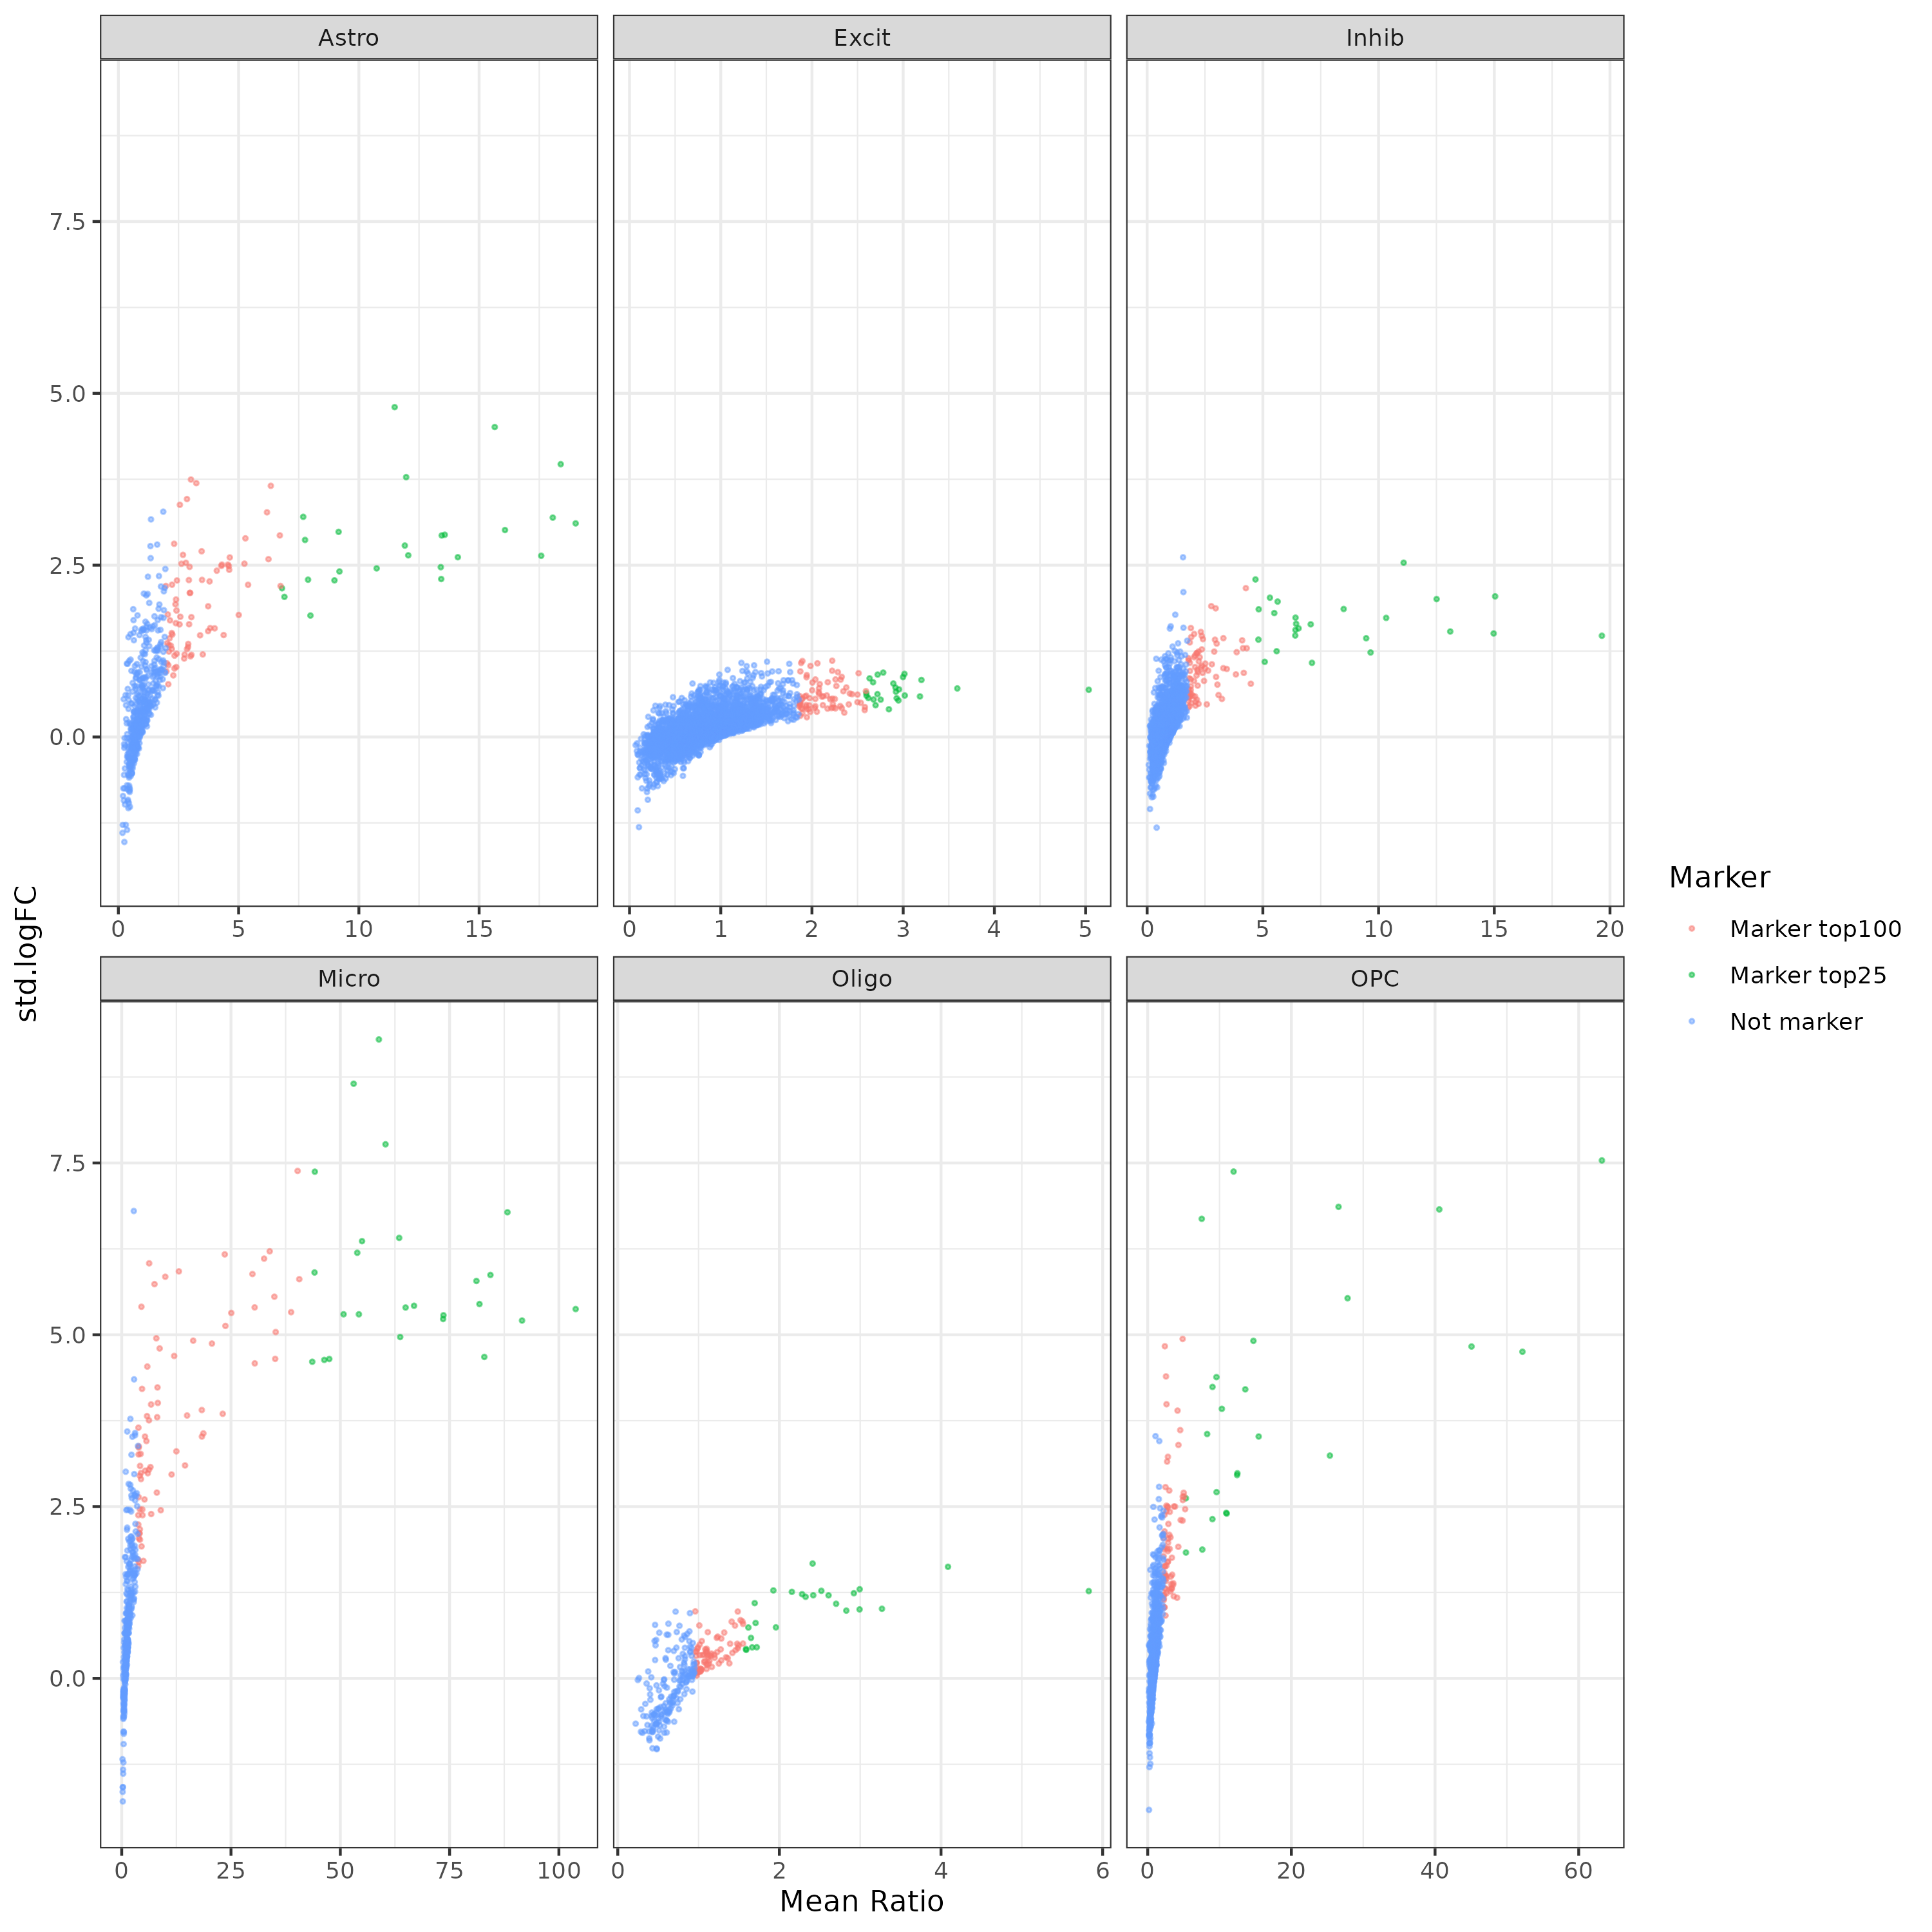 Astro Excit Inhib
7.5
5.0
2.5
0.0
0 5 10 15 0 1 2 3 4 5 0 5 10 15 20
Micro Oligo OPC
7.5
5.0
2.5
0.0
0 25 50 75 100 0 2 4 6 0 20 40 60
Mean Ratio
std.logFC
Marker
Marker top100
Marker top25
Not marker